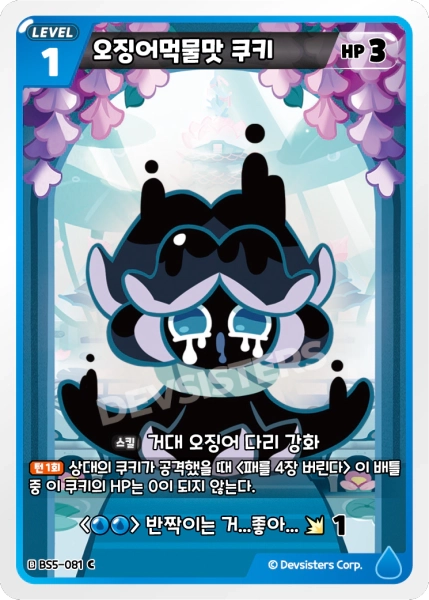 LEVEL
1
오징어먹물맛 쿠키
HP 3
DEVSISTERS
스킬 거대 오징어 다리 강화
턴 1회 상대의 쿠키가 공격했을 때 <패를 4장 버린다> 이 배틀
중 이 쿠키의 HP는 0이 되지 않는다.
< > 반짝이는 거...좋아... 1
B BS5-081 C
© Devsisters Corp.